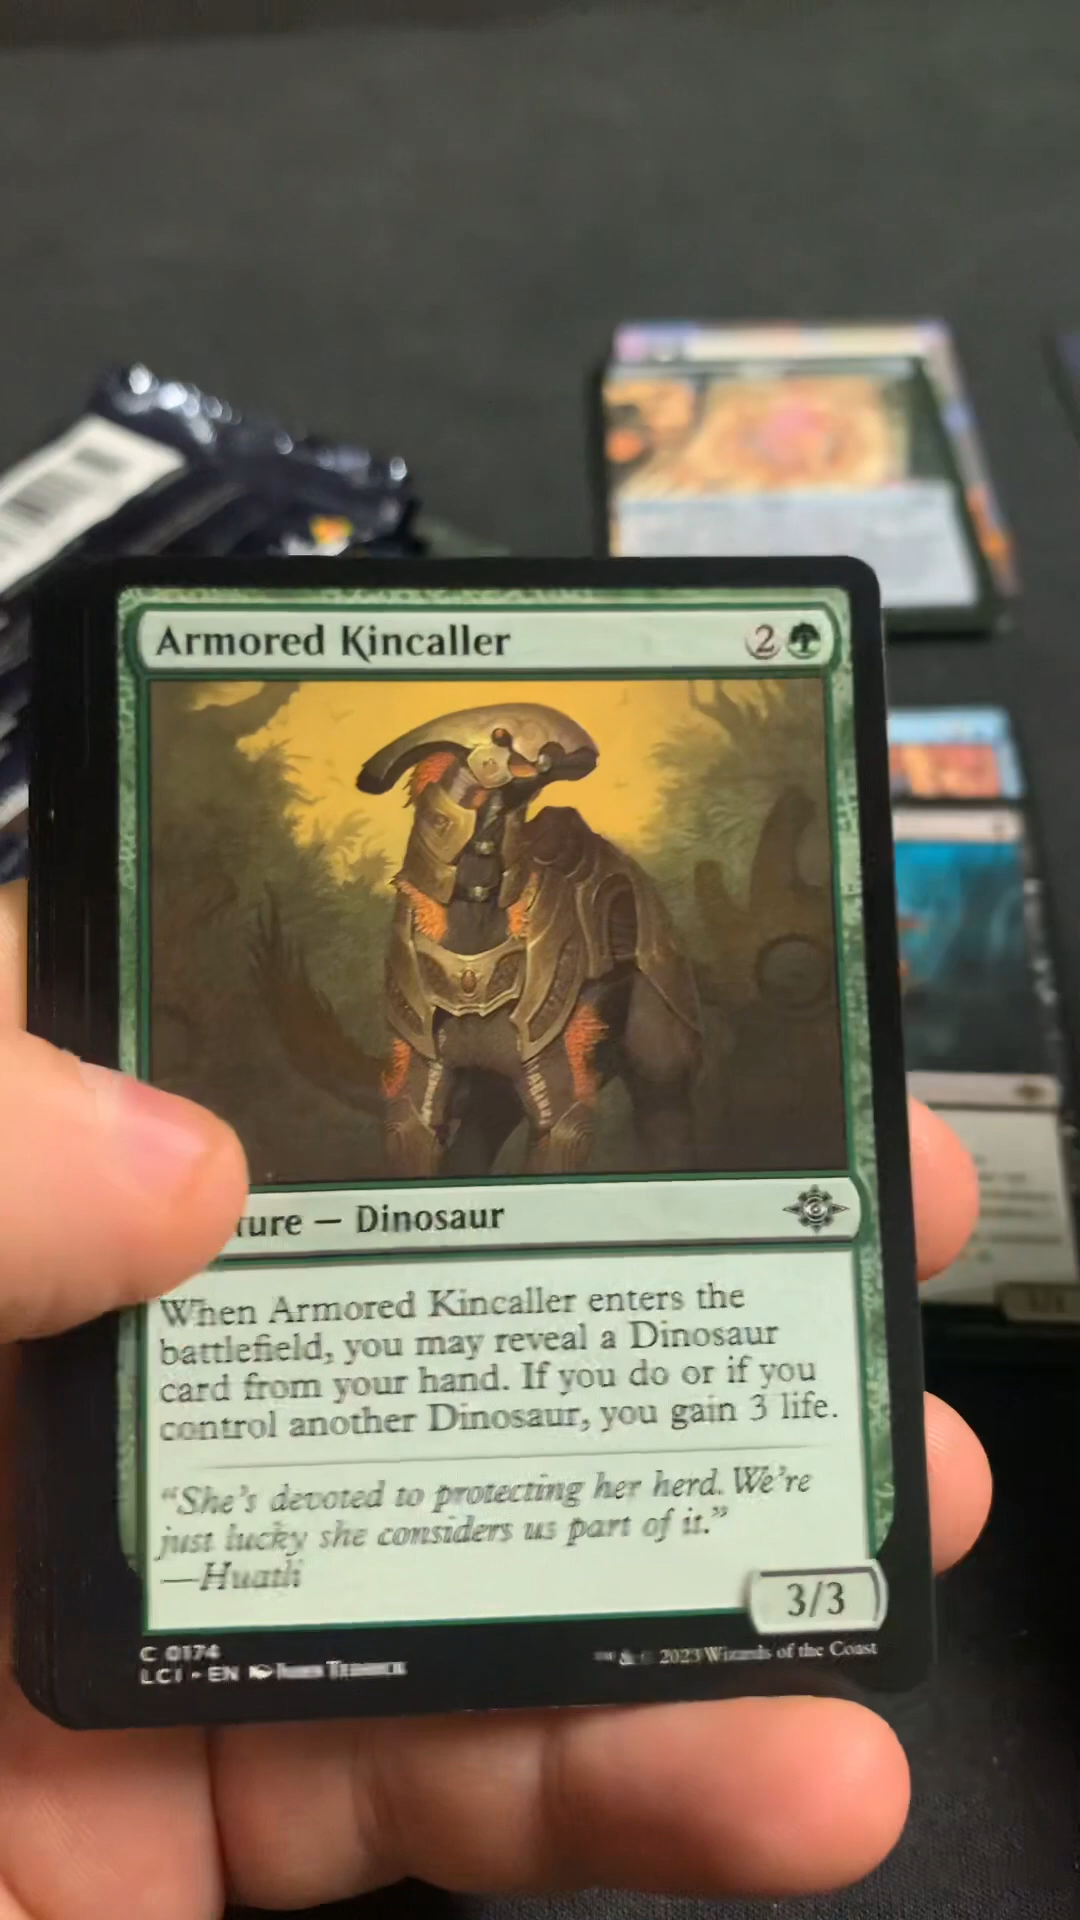 Armored Kincaller 2
ture — Dinosaur
When Armored Kincaller enters the
battlefield, you may reveal a Dinosaur
card from your hand. If you do or if you
control another Dinosaur, you gain 3 life.
“She’s devoted to protecting her herd. We’re
just lucky she considers us part of it.”
—Huatli
3/3
C 0174
LCI • EN
2023 Wizards of the Coast